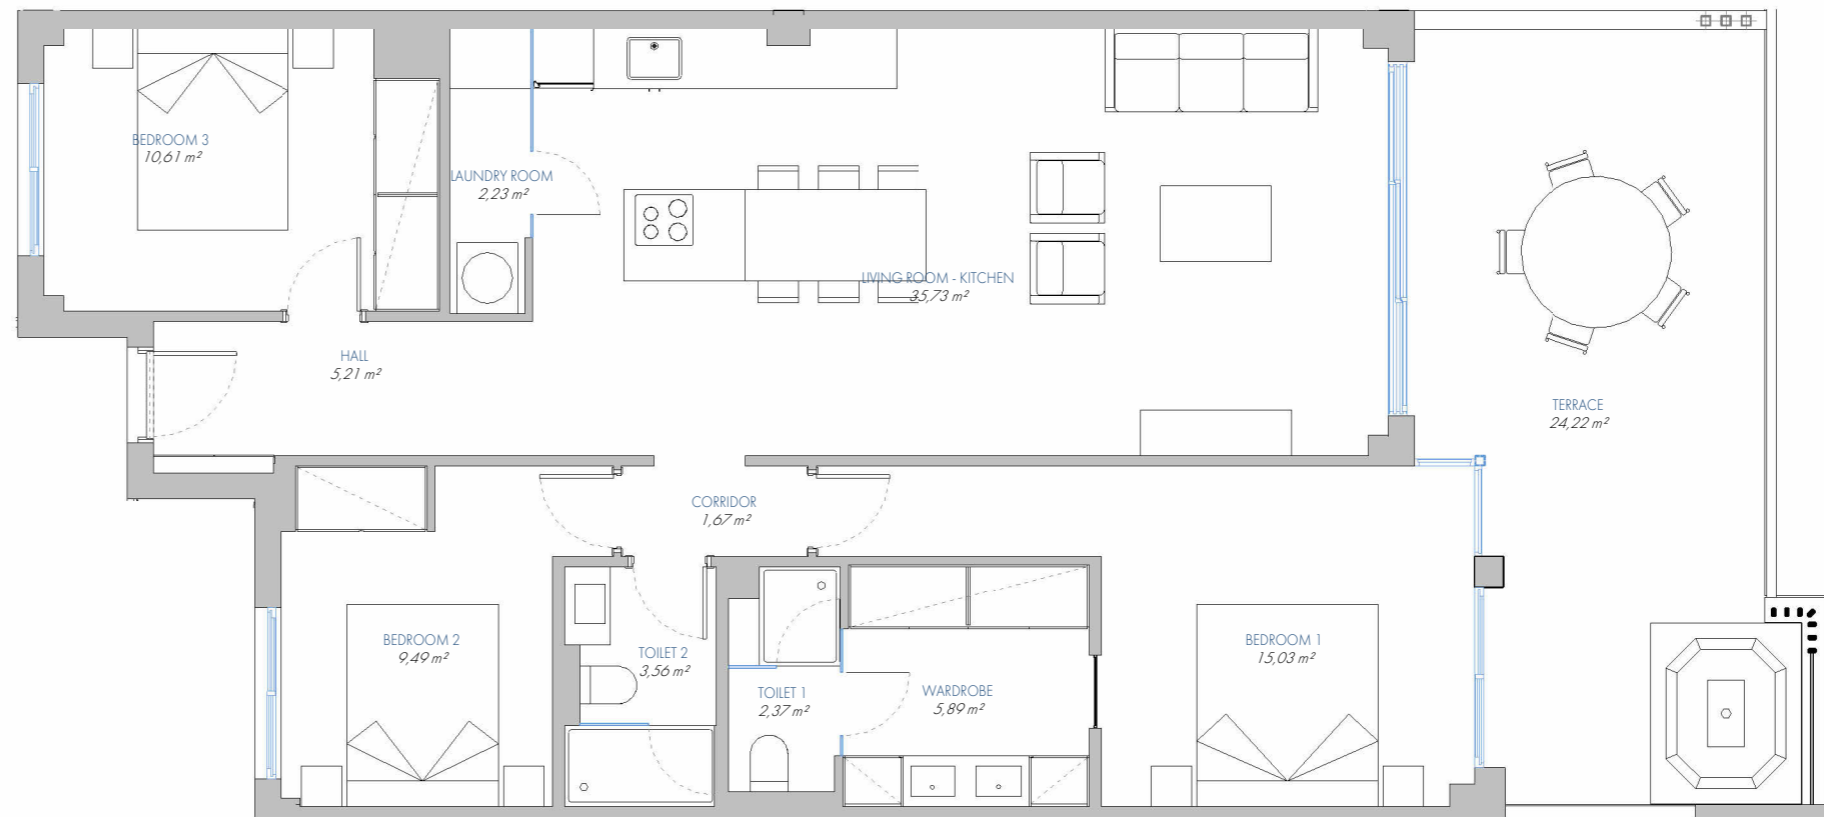 BEDROOM 3
10,61 m²
LAUNDRY ROOM
2,23 m²
LIVING ROOM - KITCHEN
35,73 m²
HALL
5,21 m²
TERRACE
24,22 m²
CORRIDOR
1,67 m²
BEDROOM 2
9,49 m²
TOILET 2
3,56 m²
TOILET 1
2,37 m²
WARDROBE
5,89 m²
BEDROOM 1
15,03 m²